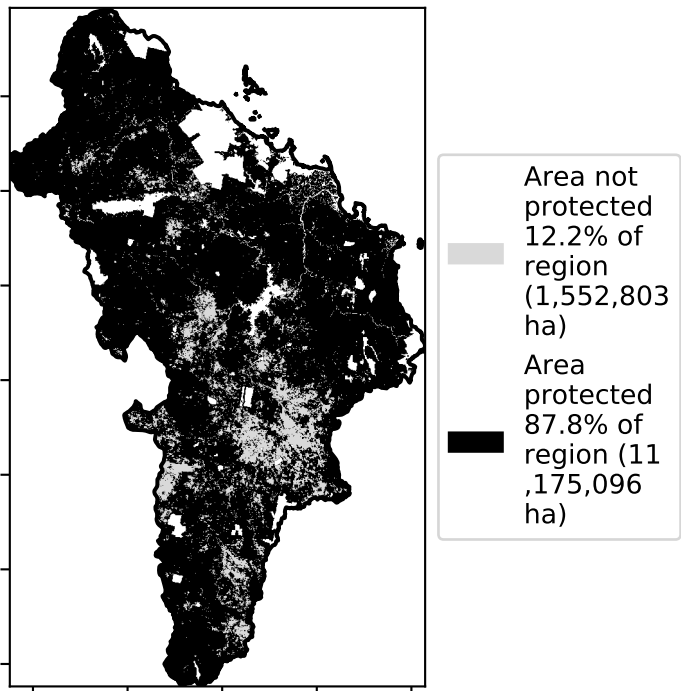 Area not
protected
12.2% of
region
(1,552,803
ha)
Area
protected
87.8% of
region (11
,175,096
ha)